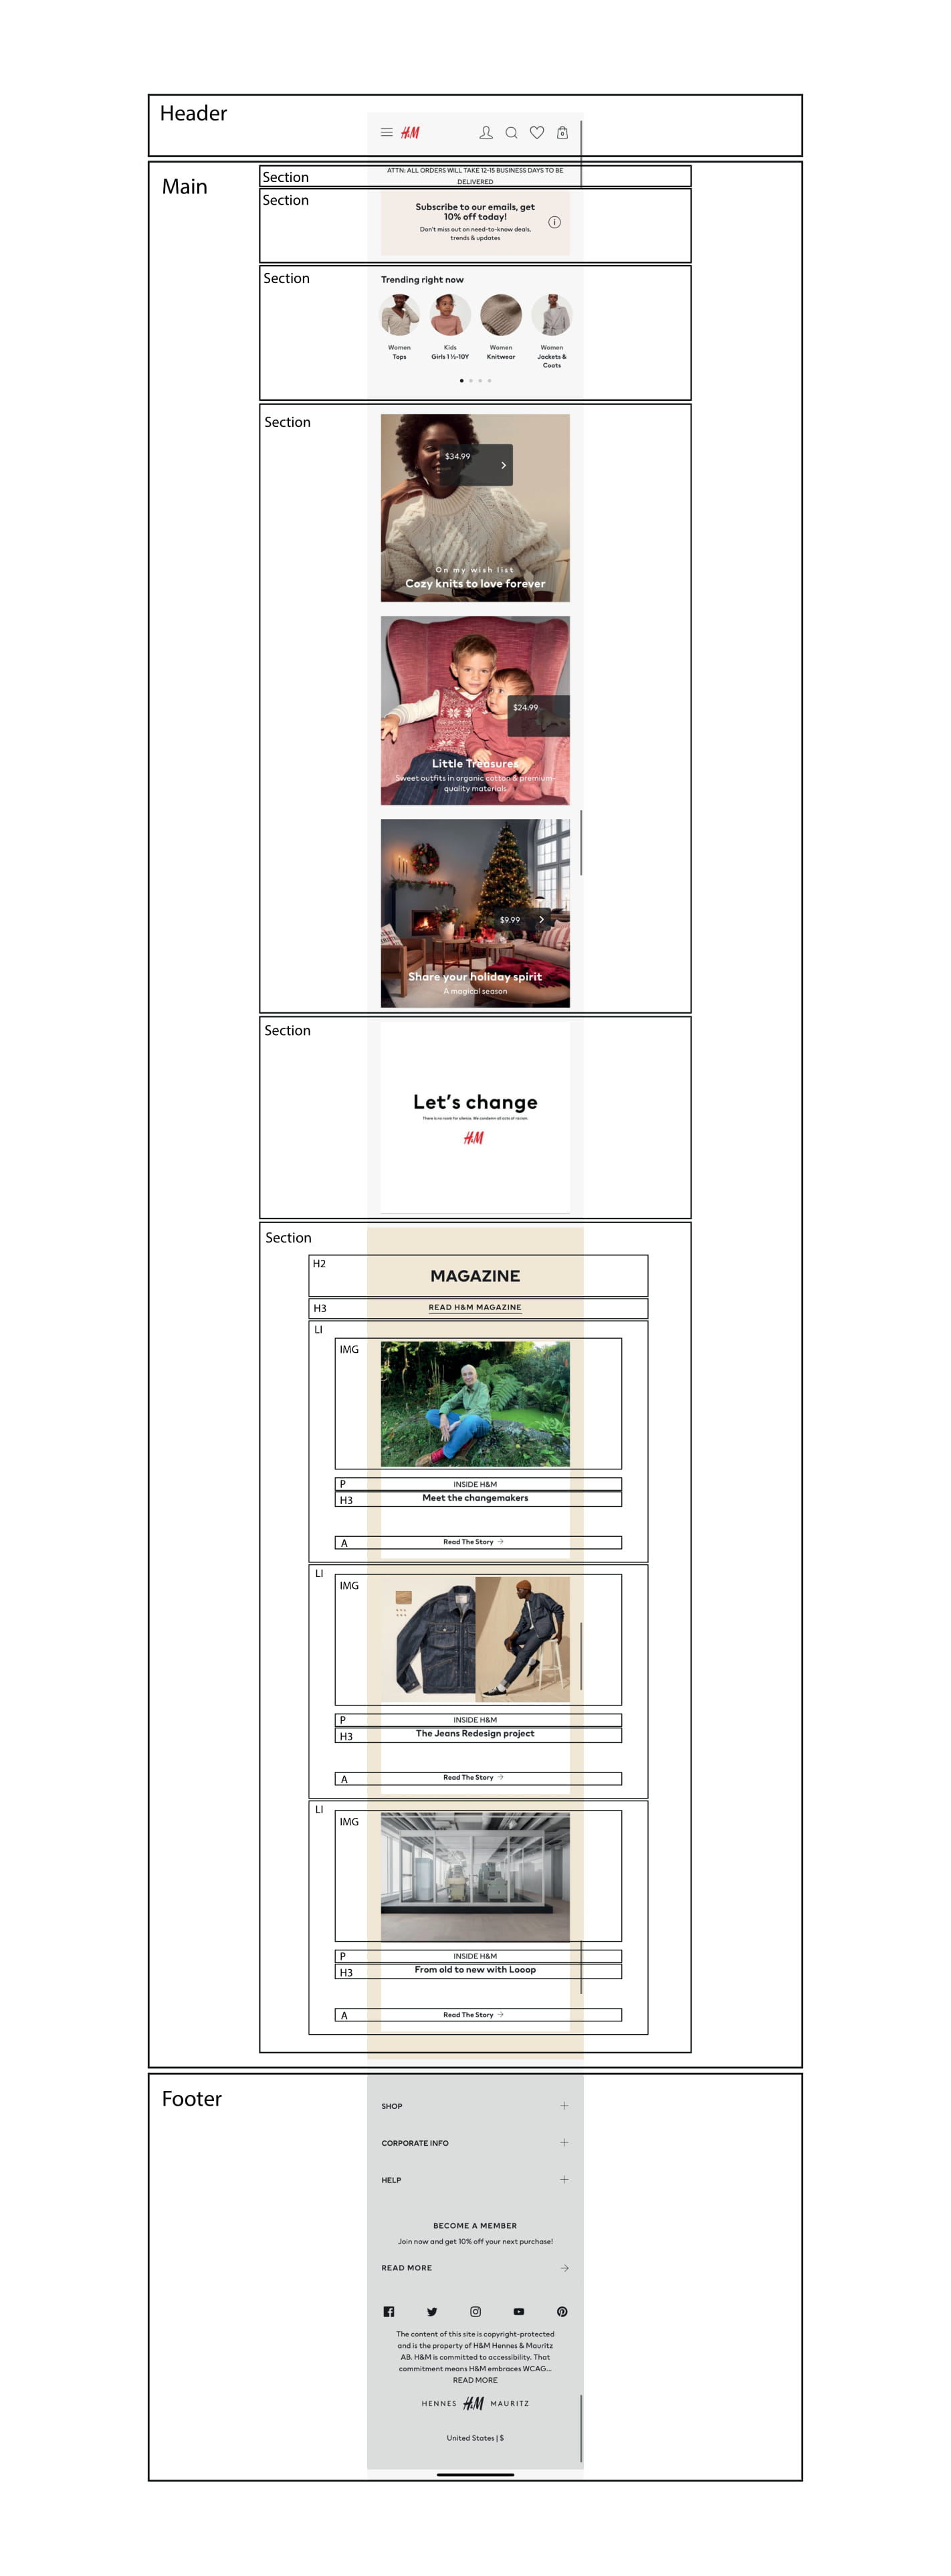 Header
H&M
0
Main
Section
ATTN: ALL ORDERS WILL TAKE 12-15 BUSINESS DAYS TO BE
DELIVERED
Section
Subscribe to our emails, get
10% off today!
Don't miss out on need-to-know deals,
trends & updates
Section
Trending right now
Women
Tops
Kids
Girls 1 ½-10Y
Women
Knitwear
Women
Jackets &
Coats
Section
$34.99
On my wish list
Cozy knits to love forever
$24.99
Little Treasures
Sweet outfits in organic cotton & premium-
quality materials
$9.99
Share your holiday spirit
A magical season
Section
Let's change
There is no room for silence. We condemn all acts of racism.
H&M
Section
H2
MAGAZINE
H3
READ H&M MAGAZINE
LI
IMG
P
INSIDE H&M
H3
Meet the changemakers
A
Read The Story
LI
IMG
P
INSIDE H&M
H3
The Jeans Redesign project
A
Read The Story
LI
IMG
P
INSIDE H&M
H3
From old to new with Looop
A
Read The Story
Footer
SHOP
CORPORATE INFO
HELP
BECOME A MEMBER
Join now and get 10% off your next purchase!
READ MORE
The content of this site is copyright-protected
and is the property of H&M Hennes & Mauritz
AB. H&M is committed to accessibility. That
commitment means H&M embraces WCAG...
READ MORE
HENNES H&M MAURITZ
United States | $